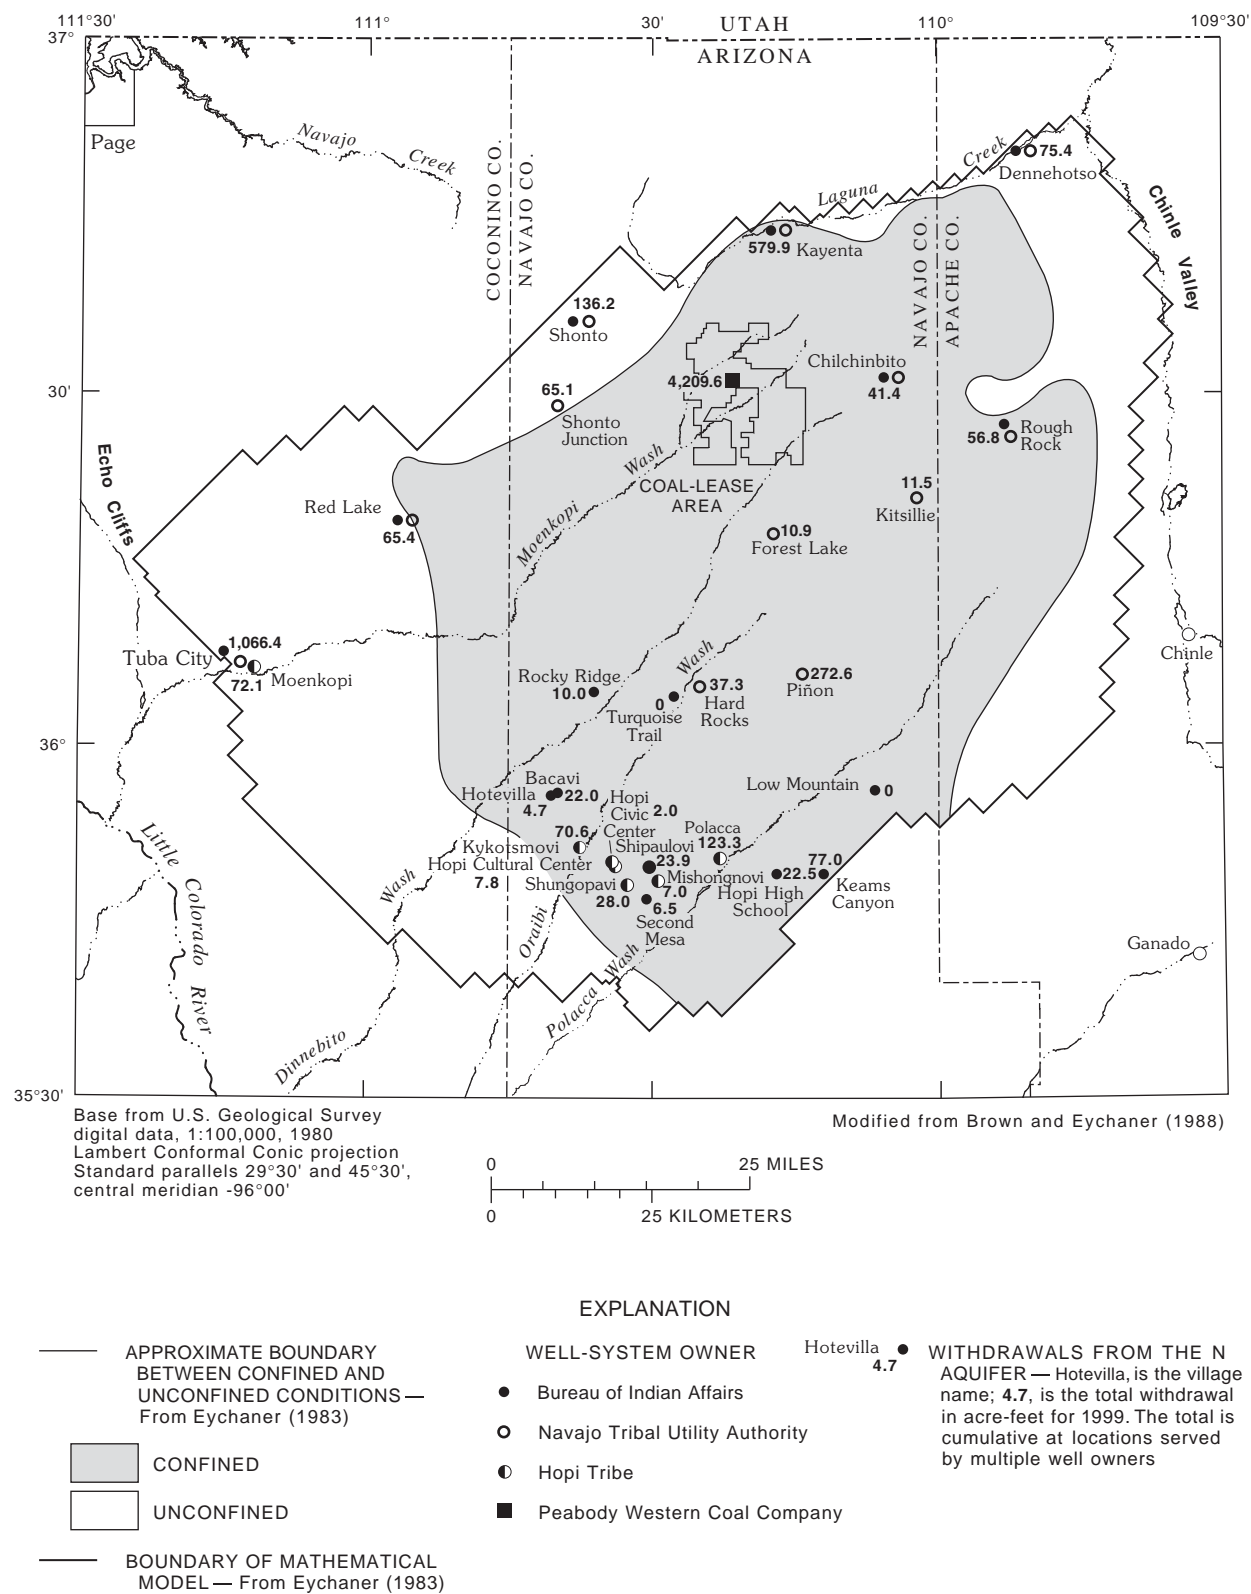 111°30'
111°
30'
UTAH
110°
109°30'
37°
ARIZONA
Page
Navajo
Creek
COCONINO CO.
NAVAJO CO.
Creek
75.4
Dennehotso
Laguna
Chinle Valley
579.9
Kayenta
NAVAJO CO.
APACHE CO.
136.2
Shonto
Chilchinbito
41.4
30'
4,209.6
65.1
Shonto
Junction
56.8
Rough
Rock
Echo Cliffs
Wash
COAL-LEASE
AREA
11.5
Kitsillie
Red Lake
65.4
Moenkopi
10.9
Forest Lake
1,066.4
Tuba City
72.1
Moenkopi
Chinle
Wash
Rocky Ridge
10.0
272.6
Piñon
37.3
Hard
Rocks
0
Turquoise
Trail
36°
Bacavi
Hotevilla
22.0
4.7
Low Mountain
0
Hopi
Civic
Center
2.0
Little Colorado River
70.6
Kykotsmovi
Polacca
123.3
Shipaulovi
23.9
Hopi Cultural Center
7.8
Mishongnovi
7.0
77.0
22.5
Shungopavi
28.0
Hopi High
School
Keams
Canyon
6.5
Second
Mesa
Wash
Oraibi
Wash
Ganado
Polacca
Dinnebito
35°30'
Base from U.S. Geological Survey
digital data, 1:100,000, 1980
Lambert Conformal Conic projection
Standard parallels 29°30' and 45°30',
central meridian -96°00'
Modified from Brown and Eychaner (1988)
0
25 MILES
0
25 KILOMETERS
EXPLANATION
APPROXIMATE BOUNDARY
BETWEEN CONFINED AND
UNCONFINED CONDITIONS—
From Eychaner (1983)
CONFINED
UNCONFINED
BOUNDARY OF MATHEMATICAL
MODEL— From Eychaner (1983)
WELL-SYSTEM OWNER
Bureau of Indian Affairs
Navajo Tribal Utility Authority
Hopi Tribe
Peabody Western Coal Company
Hotevilla
4.7
WITHDRAWALS FROM THE N
AQUIFER — Hotevilla, is the village
name; 4.7, is the total withdrawal
in acre-feet for 1999. The total is
cumulative at locations served
by multiple well owners